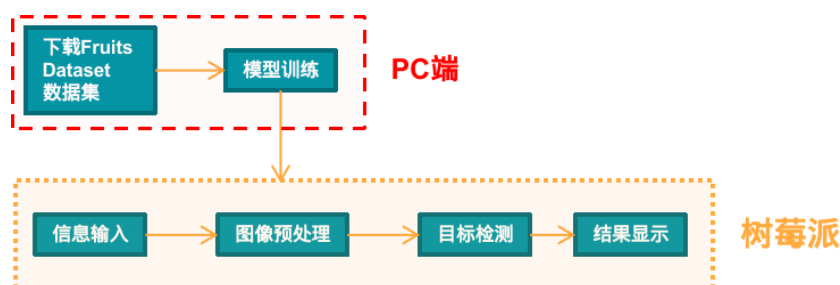 下载Fruits
Dataset
数据集
模型训练
PC端
信息输入
图像预处理
目标检测
结果显示
树莓派